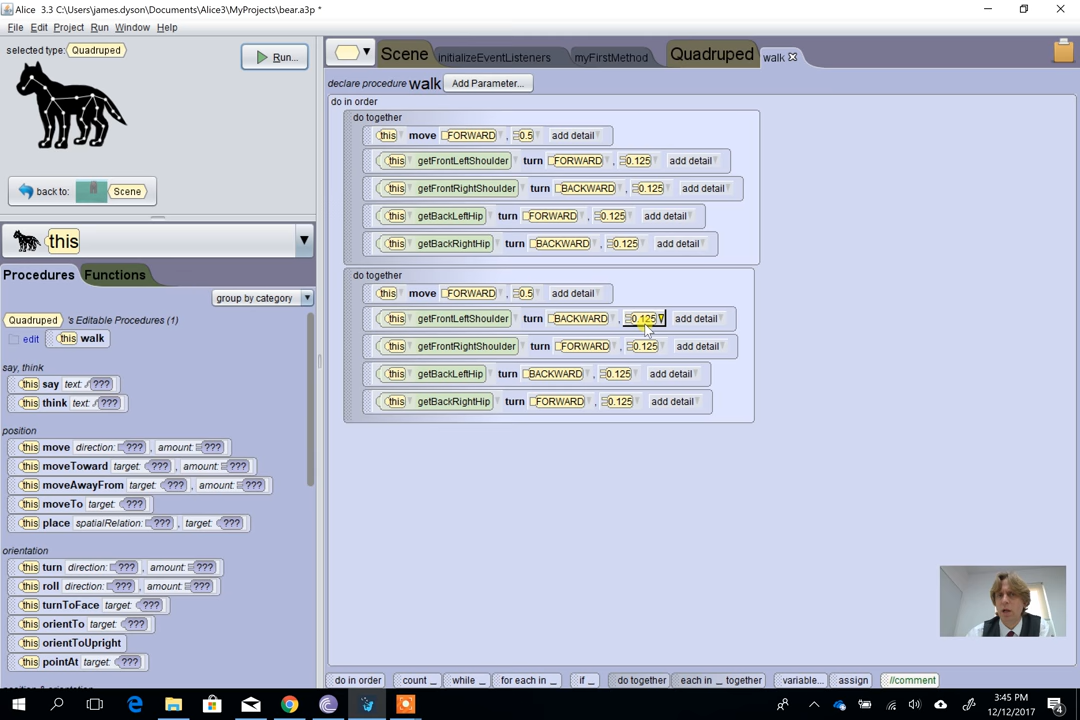 Alice 3.3 C:\Users\james.dyson\Documents\Alice3\MyProjects\bear.a3p *
File Edit Project Run Window Help
selected type: Quadruped
Run...
back to: Scene
this
Procedures Functions
group by category
Quadruped 's Editable Procedures (1)
edit this walk
say, think
this say text: ???
this think text: ???
position
this move direction: ??? , amount: ???
this moveToward target: ??? , amount: ???
this moveAwayFrom target: ??? , amount: ???
this moveTo target: ???
this place spatialRelation: ??? , target: ???
orientation
this turn direction: ??? , amount: ???
this roll direction: ??? , amount: ???
this turnToFace target: ???
this orientTo target: ???
this orientToUpright
this pointAt target: ???
Scene initializeEventListeners myFirstMethod Quadruped walk
declare procedure walk Add Parameter...
do in order
do together
this move FORWARD , 0.5 add detail
this getFrontLeftShoulder turn FORWARD , 0.125 add detail
this getFrontRightShoulder turn BACKWARD , 0.125 add detail
this getBackLeftHip turn FORWARD , 0.125 add detail
this getBackRightHip turn BACKWARD , 0.125 add detail
do together
this move FORWARD , 0.5 add detail
this getFrontLeftShoulder turn BACKWARD , 0.125 add detail
this getFrontRightShoulder turn FORWARD , 0.125 add detail
this getBackLeftHip turn BACKWARD , 0.125 add detail
this getBackRightHip turn FORWARD , 0.125 add detail
do in order count _ while _ for each in _ if _ do together each in _ together variable... assign //comment
3:45 PM
12/12/2017
4